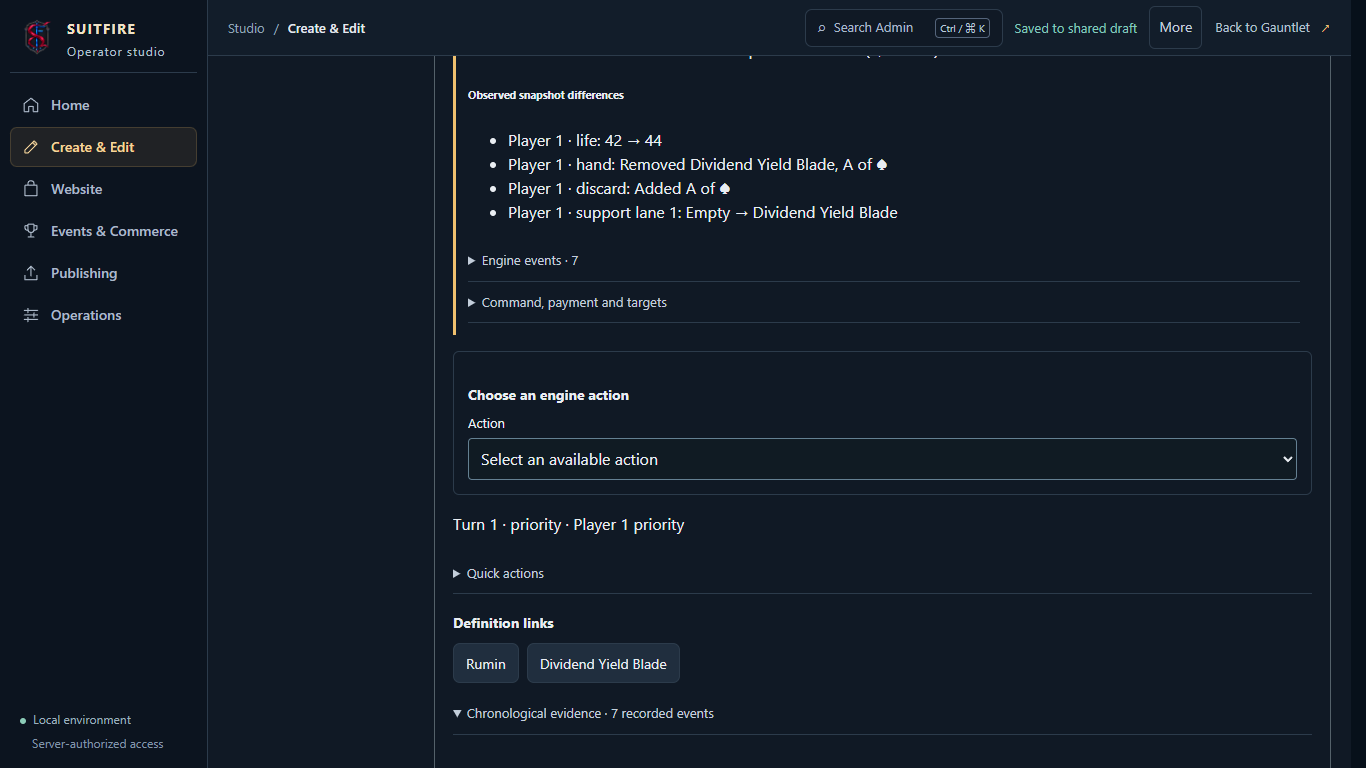 SUITFIRE
Operator studio
Home
Create & Edit
Website
Events & Commerce
Publishing
Operations
Local environment
Server-authorized access
Studio / Create & Edit
Search Admin Ctrl / ⌘ K
Saved to shared draft
More
Back to Gauntlet ↗
Observed snapshot differences
• Player 1 · life: 42 → 44
• Player 1 · hand: Removed Dividend Yield Blade, A of ♠
• Player 1 · discard: Added A of ♠
• Player 1 · support lane 1: Empty → Dividend Yield Blade
▶ Engine events · 7
▶ Command, payment and targets
Choose an engine action
Action
Select an available action
Turn 1 · priority · Player 1 priority
▶ Quick actions
Definition links
Rumin
Dividend Yield Blade
▼ Chronological evidence · 7 recorded events